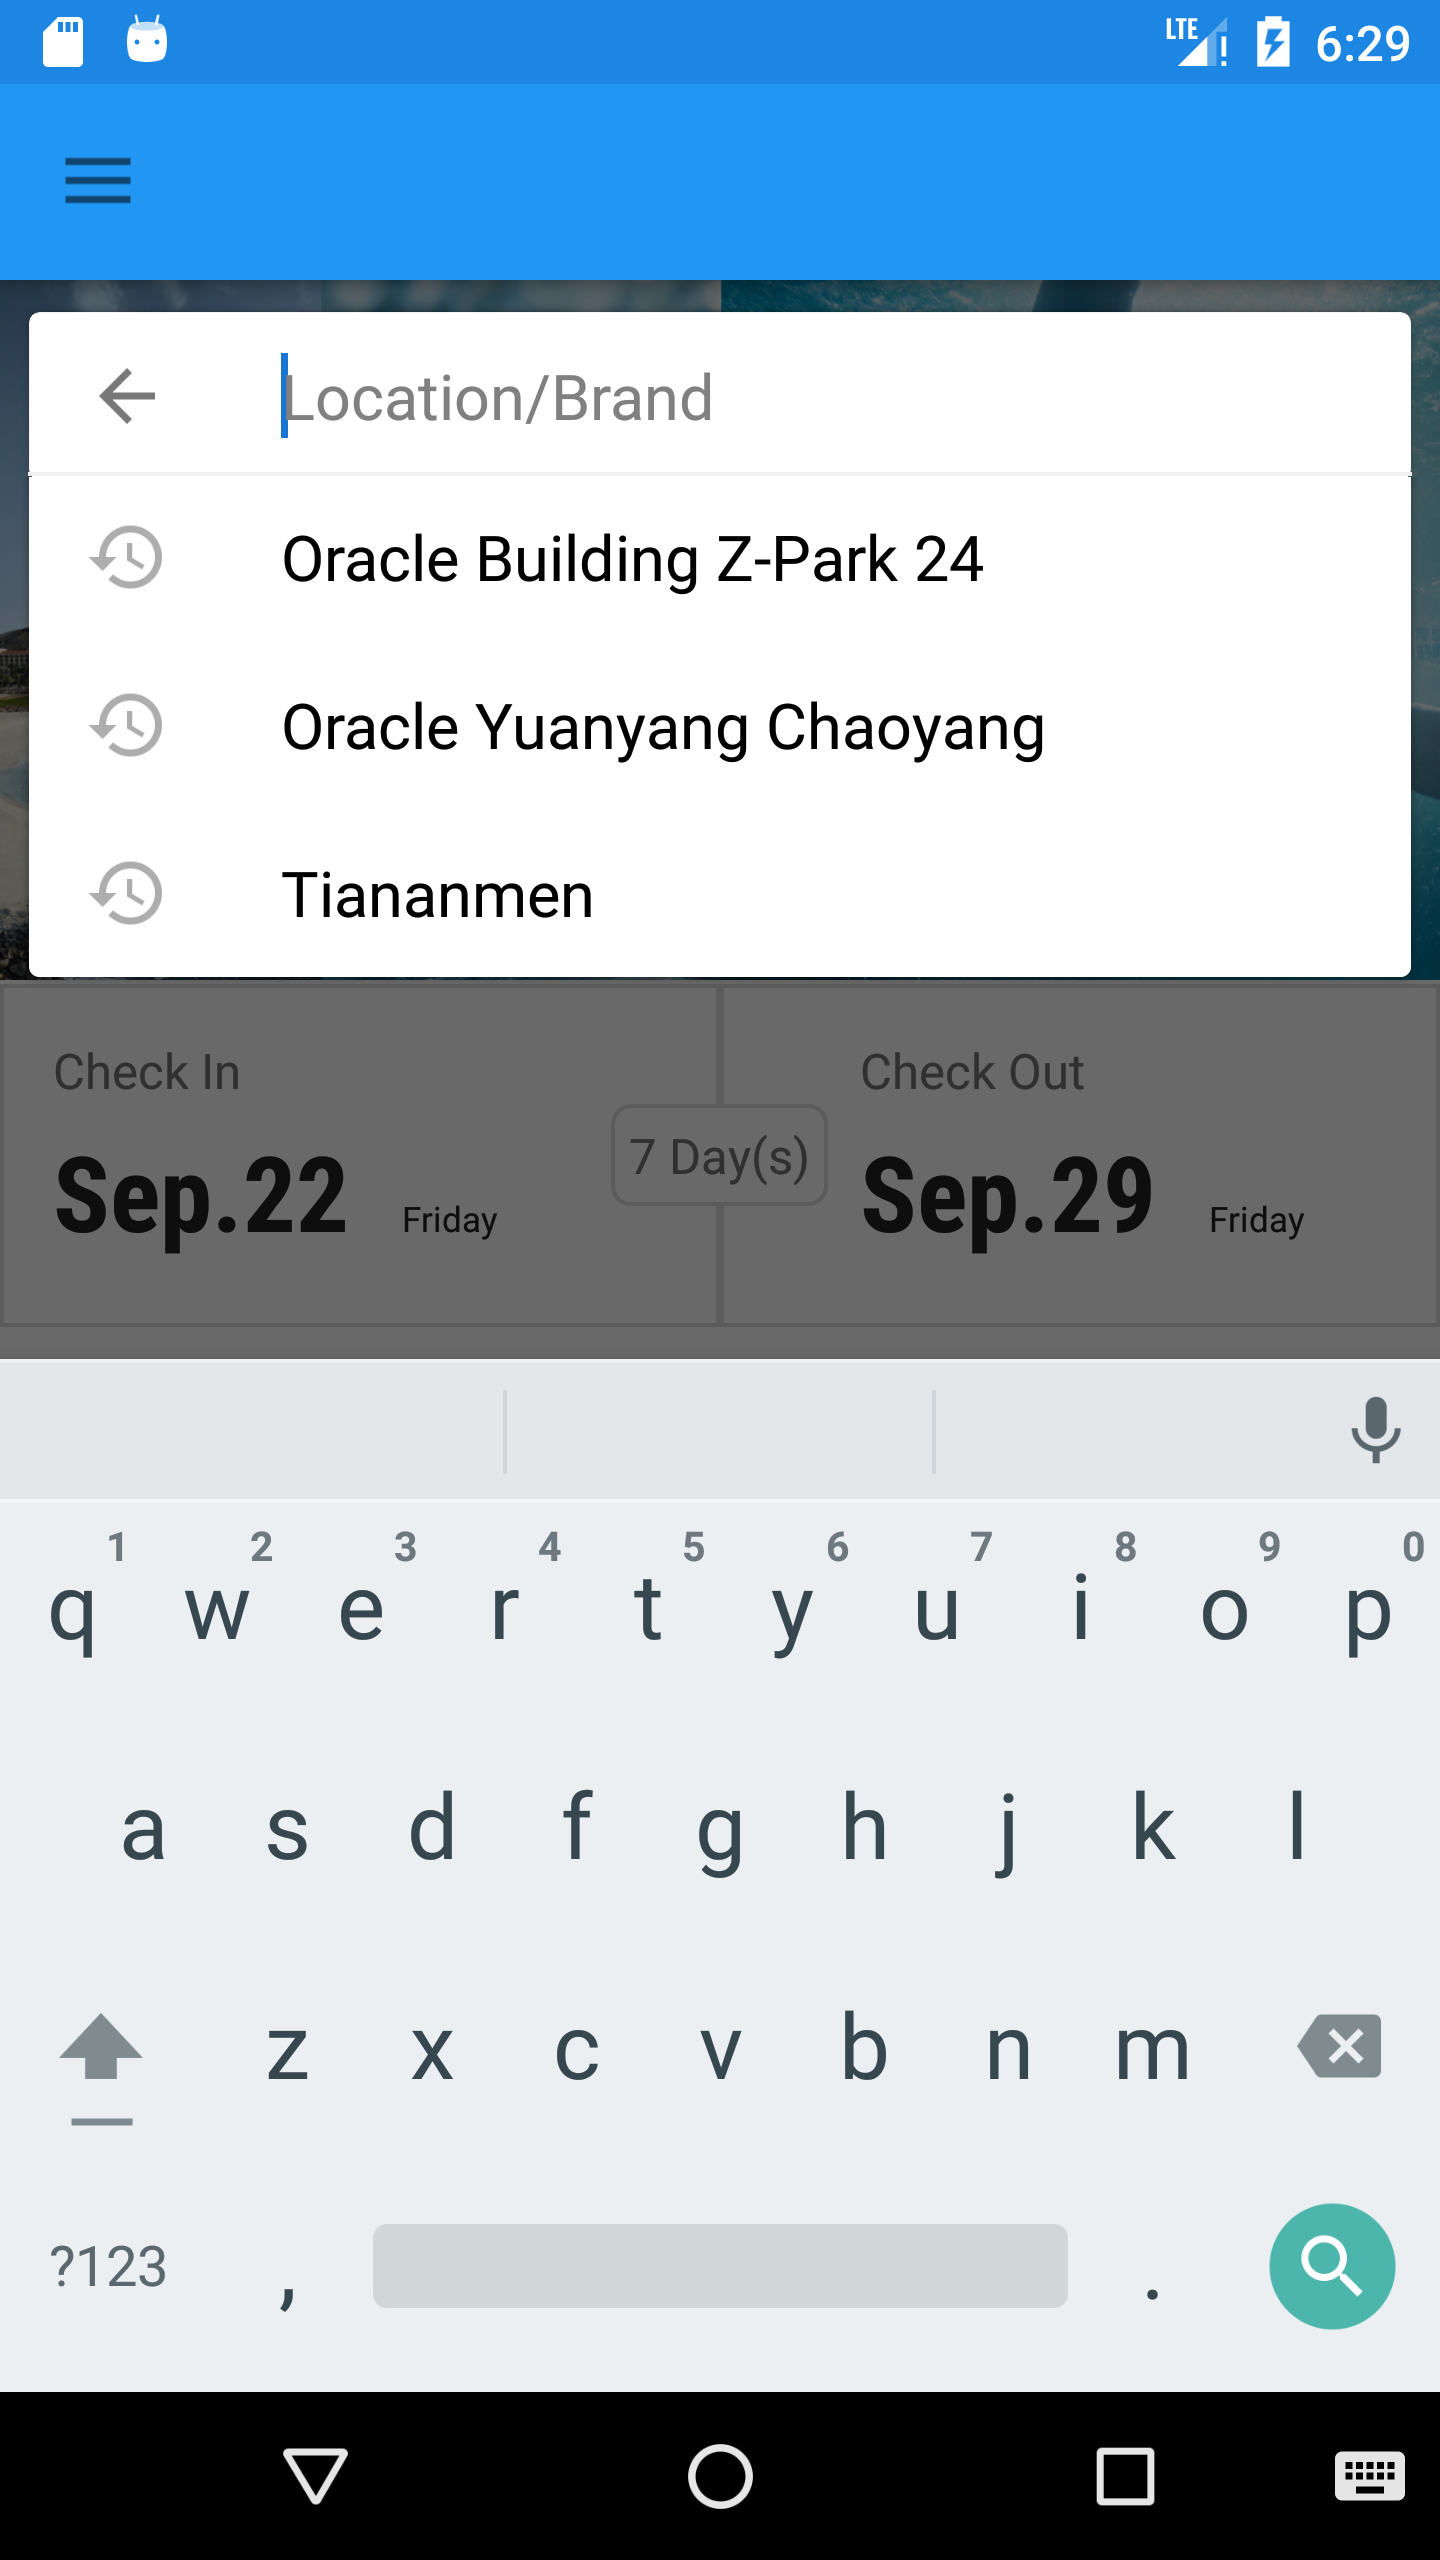 LTE 6:29
Location/Brand
Oracle Building Z-Park 24
Oracle Yuanyang Chaoyang
Tiananmen
Check In
Check Out
7 Day(s)
Sep.22 Friday
Sep.29 Friday
1 2 3 4 5 6 7 8 9 0
q w e r t y u i o p
a s d f g h j k l
z x c v b n m
?123 , .